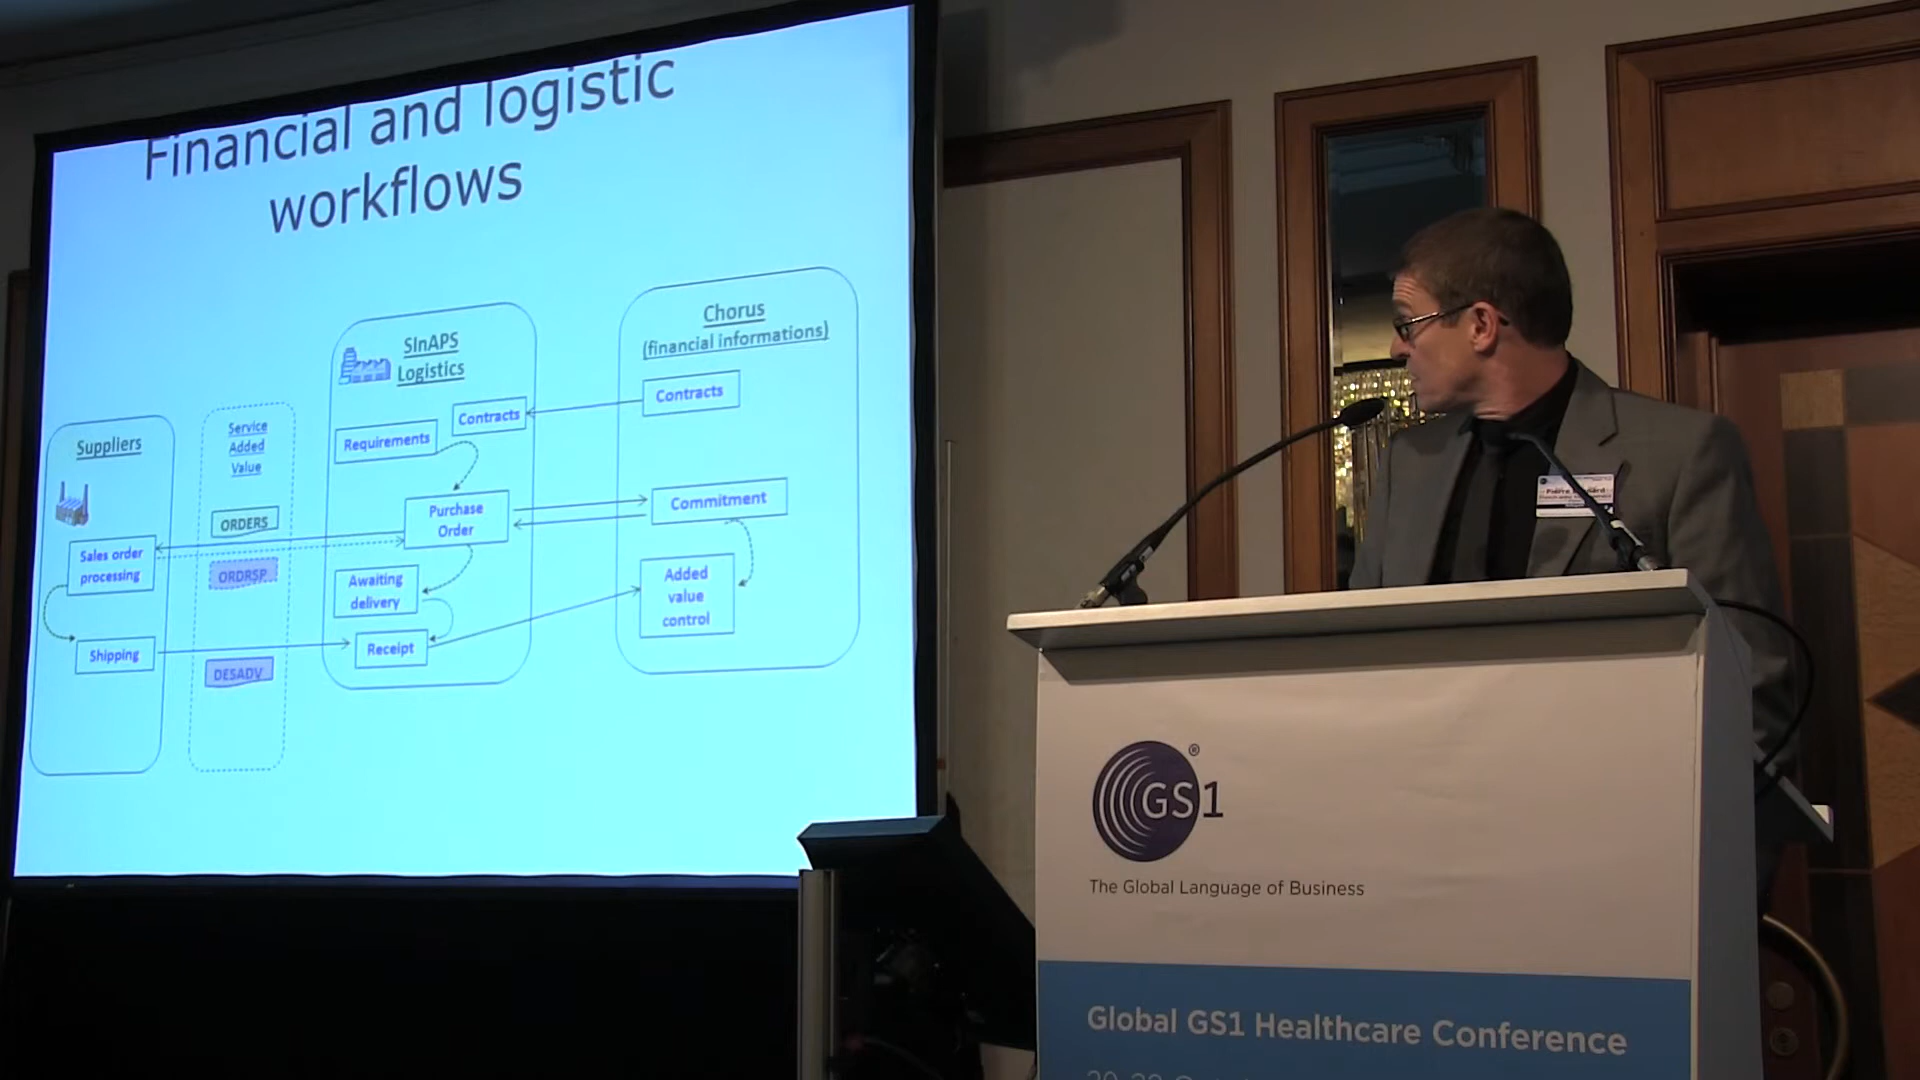 Financial and logistic
workflows
Suppliers
Sales order
processing
Shipping
Service
Added
Value
ORDERS
ORDRSP
DESADV
SInAPS
Logistics
Contracts
Requirements
Purchase
Order
Awaiting
delivery
Receipt
Chorus
(financial informations)
Contracts
Commitment
Added
value
control
Pierre
GS1
®
The Global Language of Business
Global GS1 Healthcare Conference